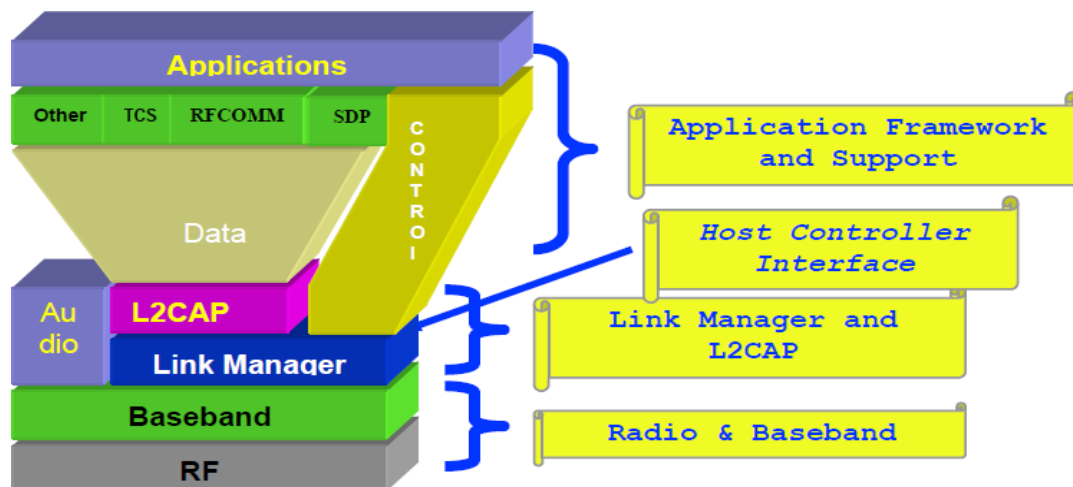 Applications
Other TCS RFCOMM SDP
CONTROl
Application Framework
and Support
Data
Host Controller
Interface
Au
dio
L2CAP
Link Manager
Link Manager and
L2CAP
Baseband
Radio & Baseband
RF